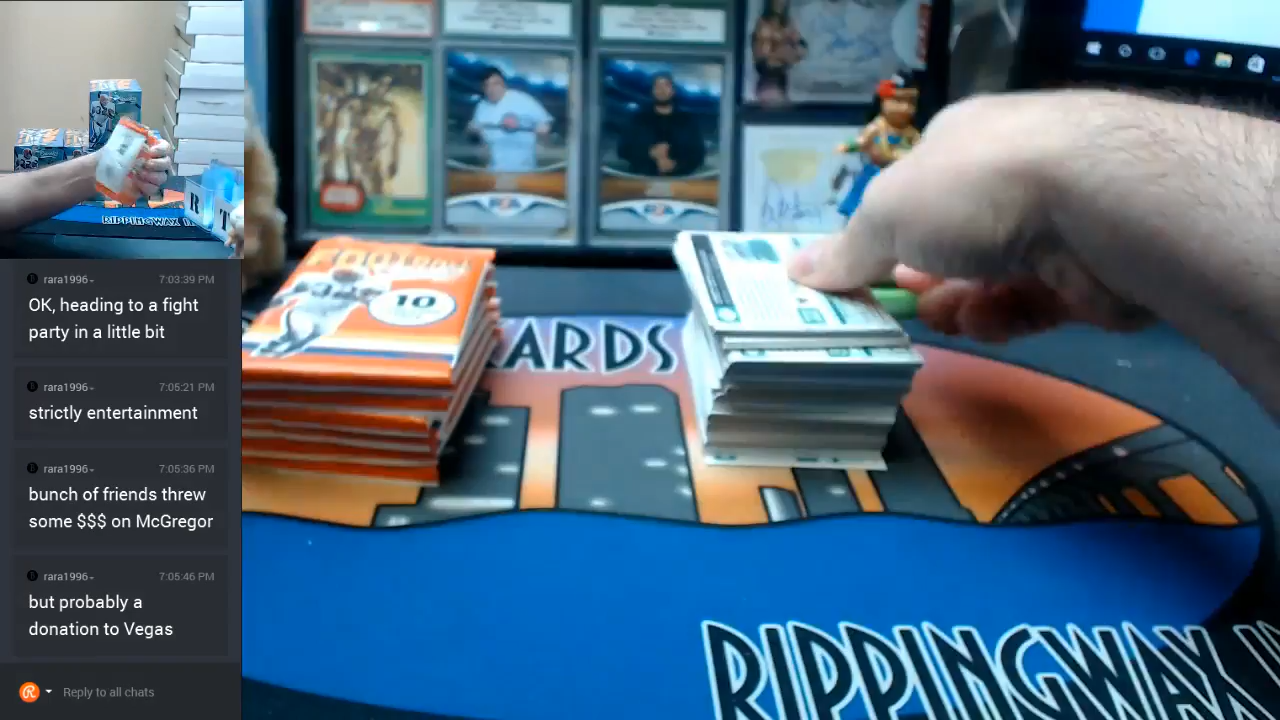 rara1996-
7:03:39 PM
OK, heading to a fight
party in a little bit
rara1996-
7:05:21 PM
strictly entertainment
rara1996-
7:05:36 PM
bunch of friends threw
some $$$ on McGregor
rara1996-
7:05:46 PM
but probably a
donation to Vegas
Reply to all chats
RIPPINGWAX
FOOTBALL
10
CARDS
RIPPINGWAX